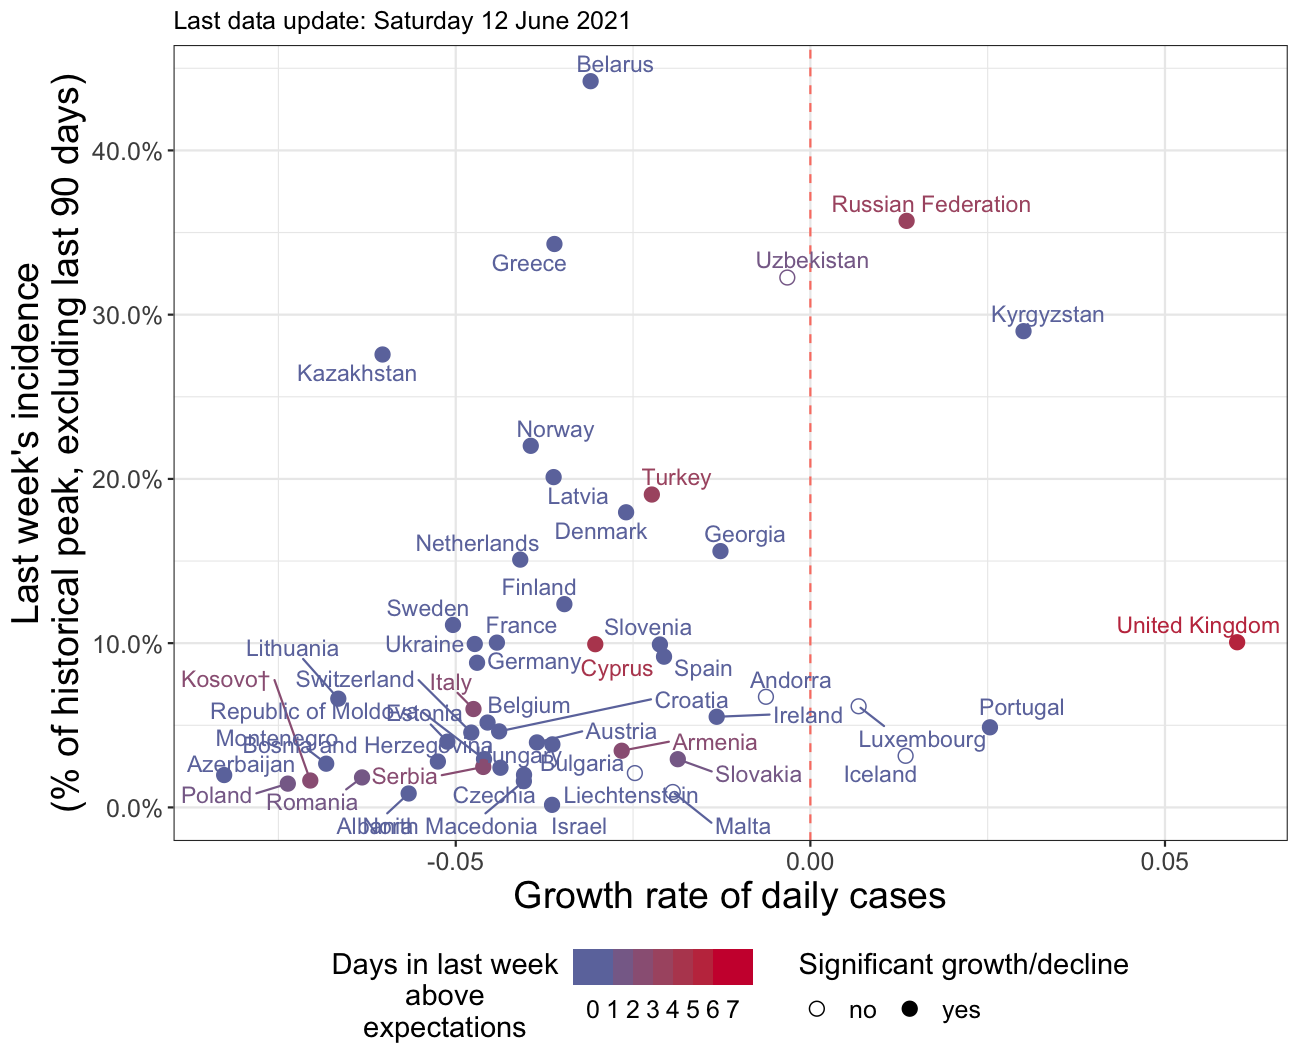 Last data update: Saturday 12 June 2021
Last week's incidence
(% of historical peak, excluding last 90 days)
40.0%
30.0%
20.0%
10.0%
0.0%
Belarus
Russian Federation
Greece
Uzbekistan
Kyrgyzstan
Kazakhstan
Norway
Turkey
Latvia
Denmark
Georgia
Netherlands
Finland
Sweden
France
Slovenia
United Kingdom
Lithuania
Ukraine
Germany
Cyprus
Spain
Kosovo†
Switzerland
Italy
Andorra
Republic of Moldova
Estonia
Belgium
Croatia
Ireland
Portugal
Montenegro
Bosnia and Herzegovina
Austria
Armenia
Luxembourg
Azerbaijan
Hungary
Bulgaria
Serbia
Slovakia
Iceland
Poland
Romania
Czechia
Liechtenstein
Albania
North Macedonia
Israel
Malta
-0.05
0.00
0.05
Growth rate of daily cases
Days in last week
above
expectations
0 1 2 3 4 5 6 7
Significant growth/decline
no
yes